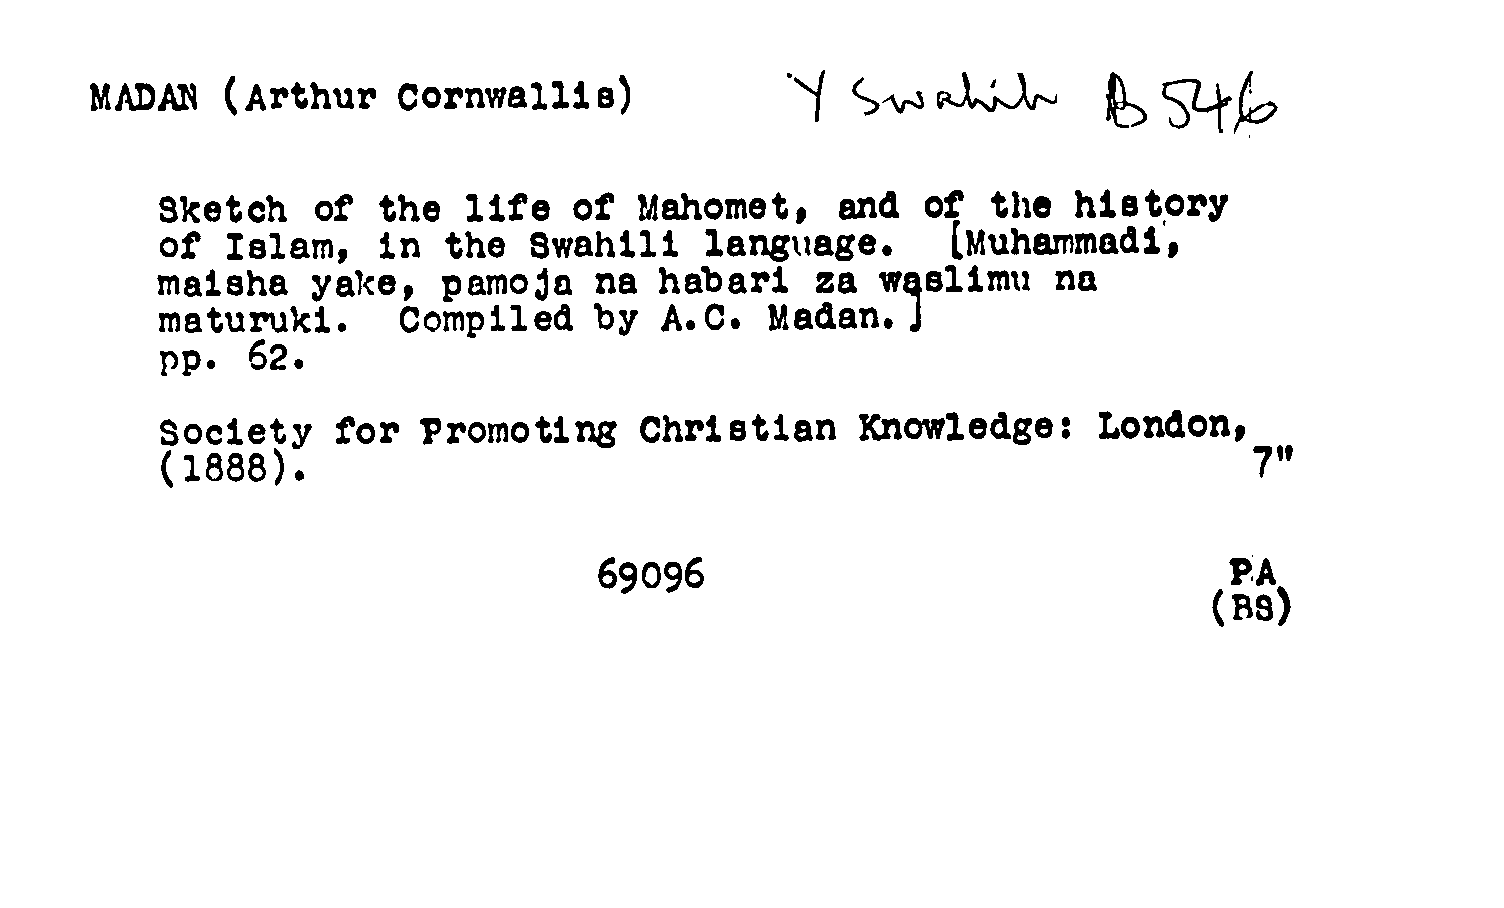 MADAN (Arthur Cornwallis) Y Swahili B 546
Sketch of the life of Mahomet, and of the history
of Islam, in the Swahili language. [Muhammadi,
maisha yake, pamoja na habari za waslimu na
maturuki. Compiled by A.C. Madan.]
pp. 62.
Society for Promoting Christian Knowledge: London,
(1888). 7"
69096 PA
(BS)